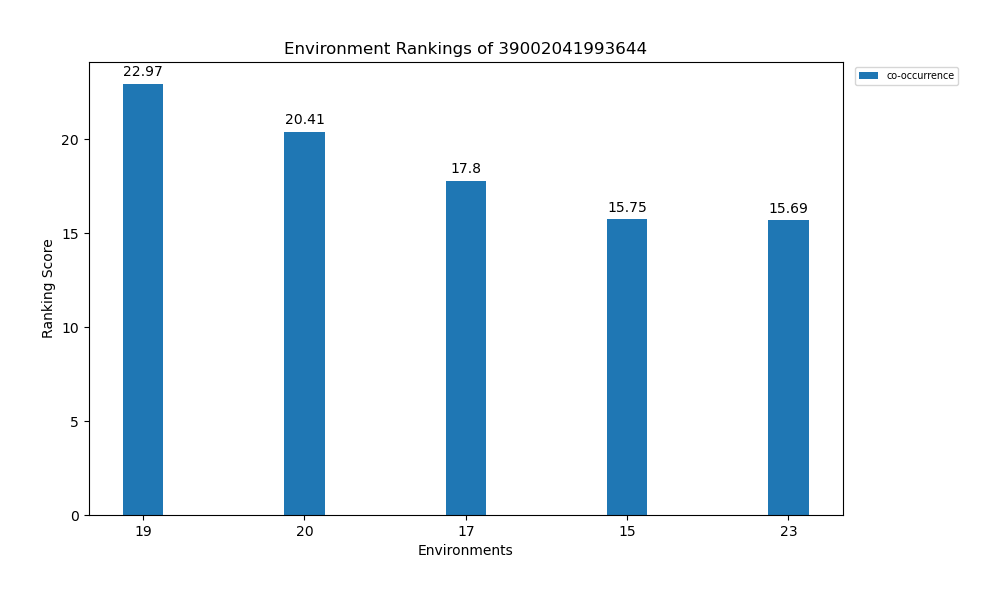 Environment Rankings of 39002041993644
co-occurrence
22.97
20.41
17.8
15.75
15.69
20
15
10
5
0
Ranking Score
19 20 17 15 23
Environments